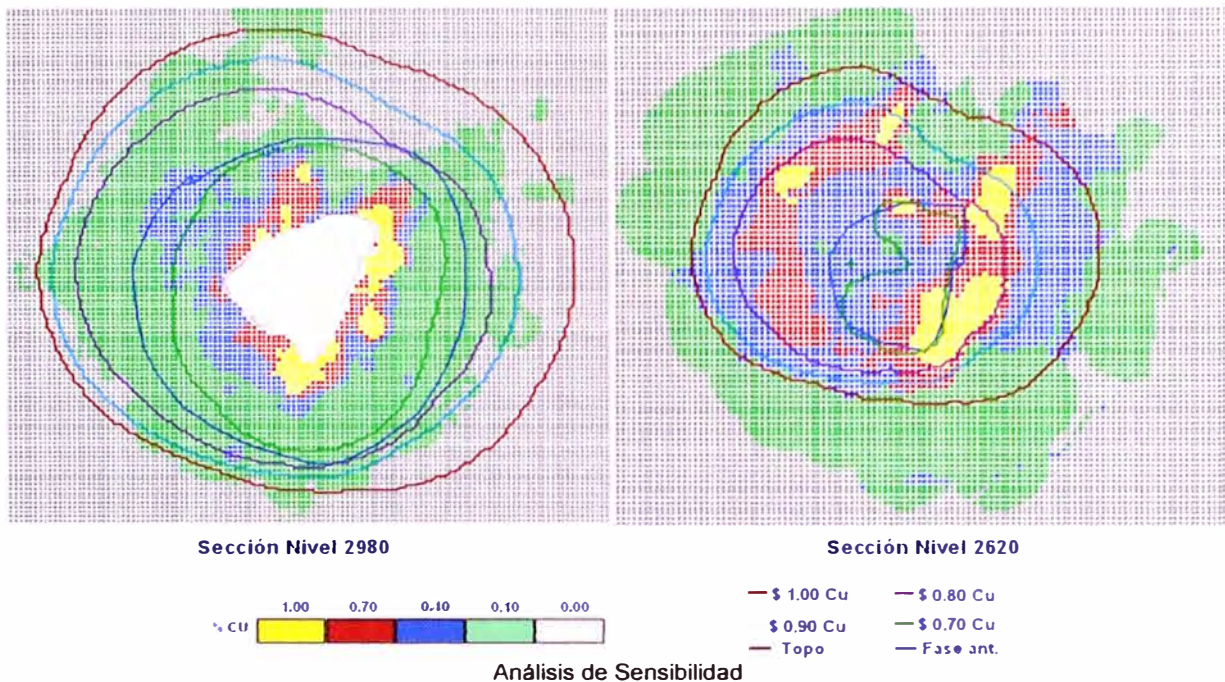 Sección Nivel 2980
Sección Nivel 2620
1.00 0.70 0.40 0.10 0.00
% CU
$ 1.00 Cu
$ 0.80 Cu
$ 0.90 Cu
$ 0.70 Cu
Topo
Fase ant.
Análisis de Sensibilidad